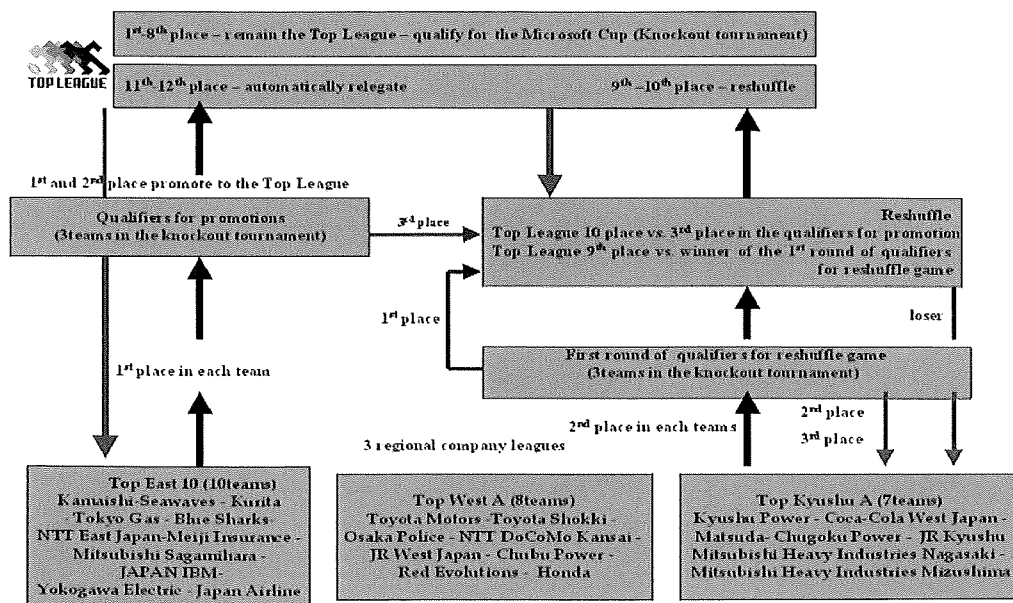 1st-8th place – remain the Top League – qualify for the Microsoft Cup (Knockout tournament)
TOP LEAGUE
11th-12th place – automatically relegate
9th –10th place – reshuffle
1st and 2nd place promote to the Top League
Qualifiers for promotions
(3teams in the knockout tournament)
3rd place
Reshuffle
Top League 10 place vs. 3rd place in the qualifiers for promotion
Top League 9th place vs. winner of the 1st round of qualifiers
for reshuffle game
1st place
loser
First round of qualifiers for reshuffle game
(3teams in the knockout tournament)
1st place in each team
2nd place in each teams
2nd place
3rd place
3 regional company leagues
Top East 10 (10teams)
Kamaishi-Seawaves - Kurita
- Tokyo Gas - Blue Sharks-
NTT East Japan-Meiji Insurance -
Mitsubishi Sagamihara -
JAPAN IBM-
Yokogawa Electric - Japan Airline
Top West A (8teams)
Toyota Motors -Toyota Shokki -
Osaka Police - NTT DoCoMo Kansai -
JR West Japan - Chubu Power -
Red Evolutions - Honda
Top Kyushu A (7teams)
Kyushu Power - Coca-Cola West Japan -
Matsuda- Chugoku Power - JR Kyushu
Mitsubishi Heavy Industries Nagasaki -
Mitsubishi Heavy Industries Mizushima